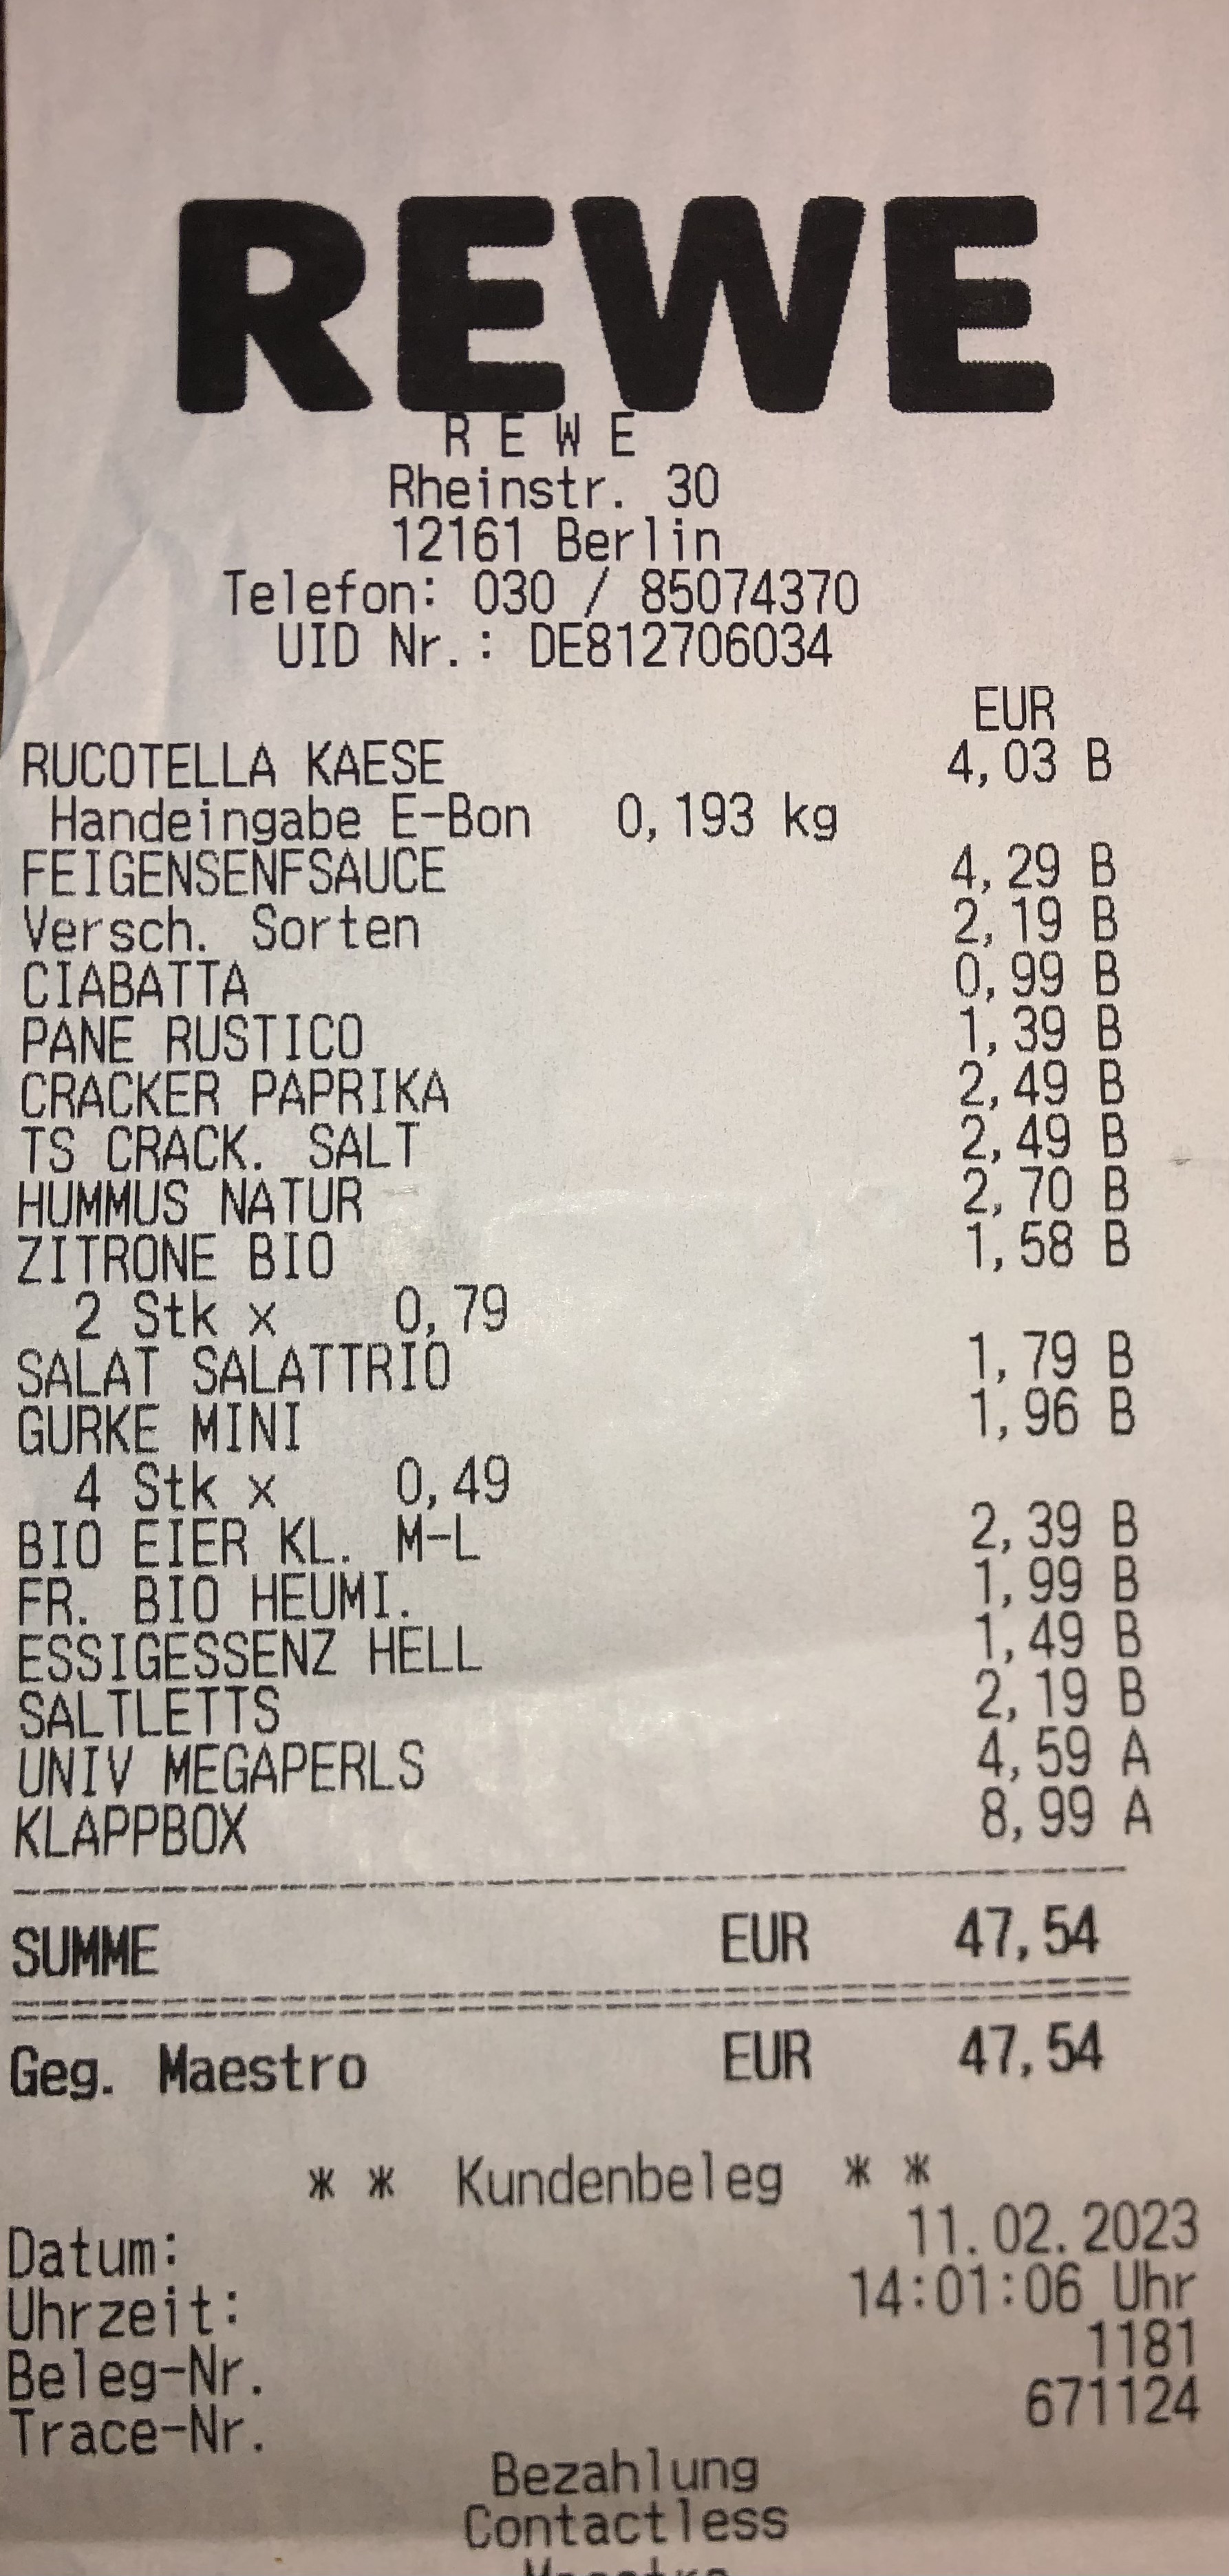 REWE
R E W E
Rheinstr. 30
12161 Berlin
Telefon: 030 / 85074370
UID Nr.: DE812706034
EUR
RUCOTELLA KAESE 4,03 B
Handeingabe E-Bon 0,193 kg
FEIGENSENFSAUCE 4,29 B
Versch. Sorten 2,19 B
CIABATTA 0,99 B
PANE RUSTICO 1,39 B
CRACKER PAPRIKA 2,49 B
TS CRACK. SALT 2,49 B
HUMMUS NATUR 2,70 B
ZITRONE BIO 1,58 B
2 Stk x 0,79
SALAT SALATTRIO 1,79 B
GURKE MINI 1,96 B
4 Stk x 0,49
BIO EIER KL. M-L 2,39 B
FR. BIO HEUMI. 1,99 B
ESSIGESSENZ HELL 1,49 B
SALTLETTS 2,19 B
UNIV MEGAPERLS 4,59 A
KLAPPBOX 8,99 A
SUMME EUR 47,54
Geg. Maestro EUR 47,54
* * Kundenbeleg * *
Datum: 11.02.2023
Uhrzeit: 14:01:06 Uhr
Beleg-Nr. 1181
Trace-Nr. 671124
Bezahlung
Contactless